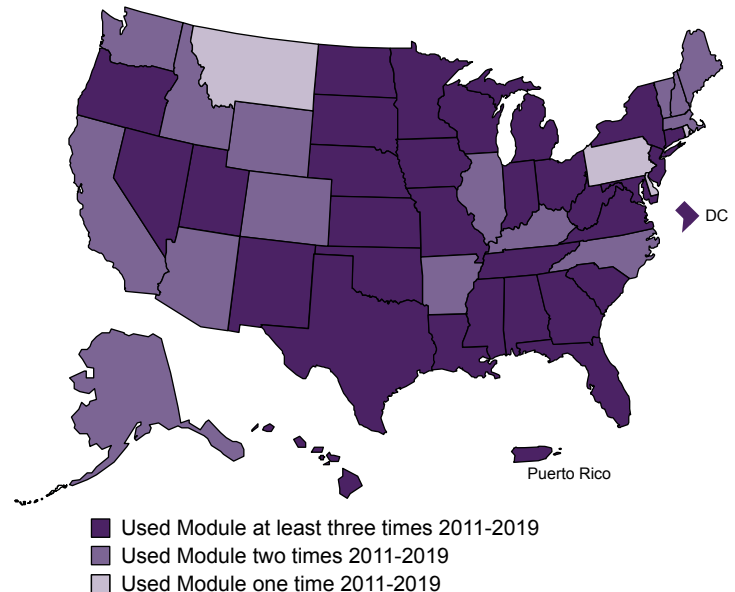 DC
Puerto Rico
Used Module at least three times 2011-2019
Used Module two times 2011-2019
Used Module one time 2011-2019